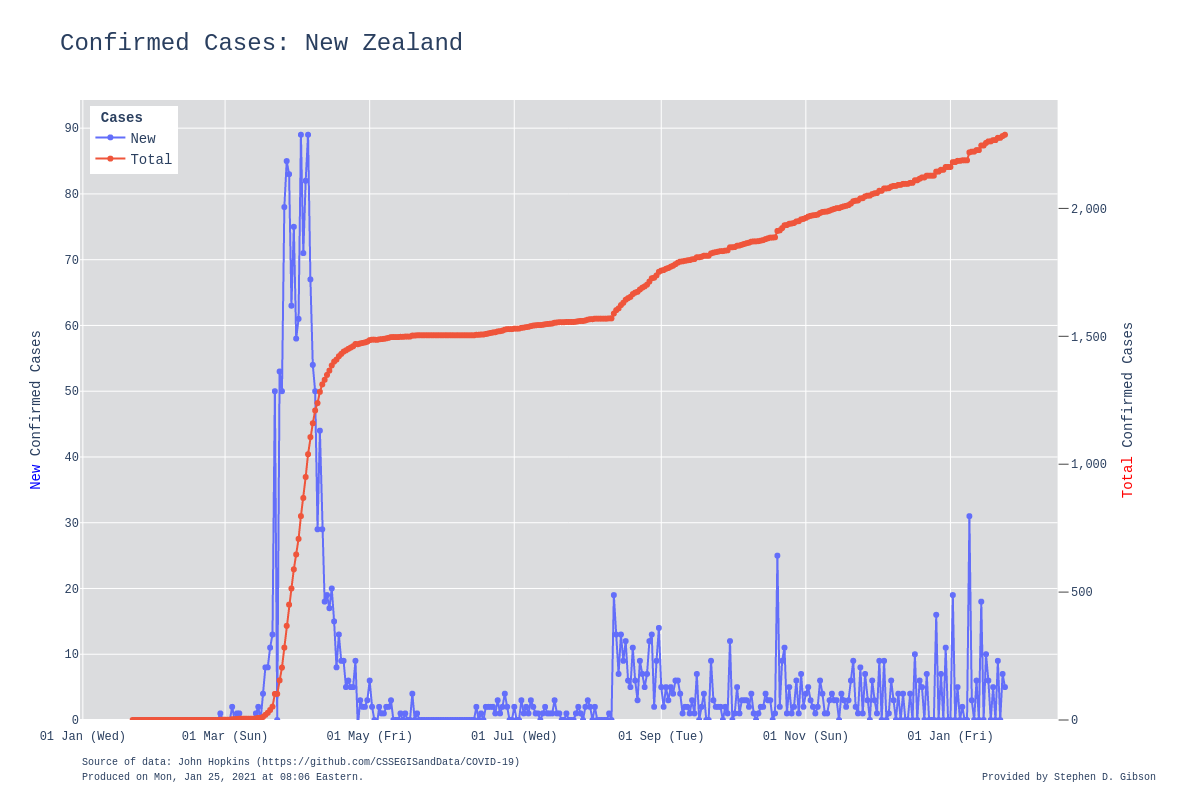 Confirmed Cases: New Zealand
Cases
New
Total
90
80
70
60
50
40
30
20
10
0
2,000
1,500
1,000
500
0
New Confirmed Cases
Total Confirmed Cases
01 Jan (Wed)
01 Mar (Sun)
01 May (Fri)
01 Jul (Wed)
01 Sep (Tue)
01 Nov (Sun)
01 Jan (Fri)
Source of data: John Hopkins (https://github.com/CSSEGISandData/COVID-19)
Produced on Mon, Jan 25, 2021 at 08:06 Eastern.
Provided by Stephen D. Gibson